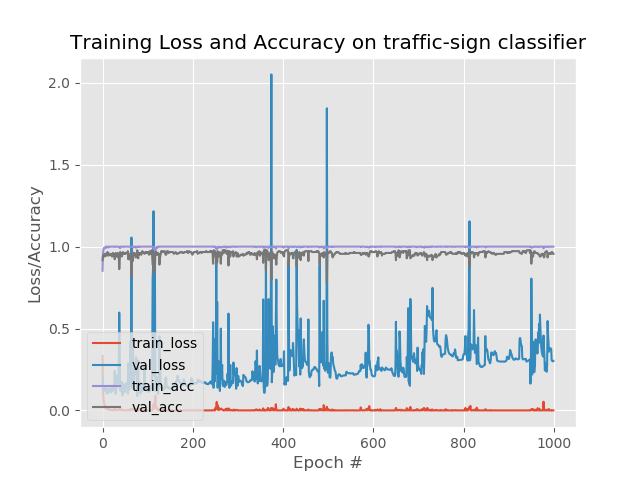 Training Loss and Accuracy on traffic-sign classifier
Loss/Accuracy
2.0
1.5
1.0
0.5
0.0
train_loss
val_loss
train_acc
val_acc
0 200 400 600 800 1000
Epoch #